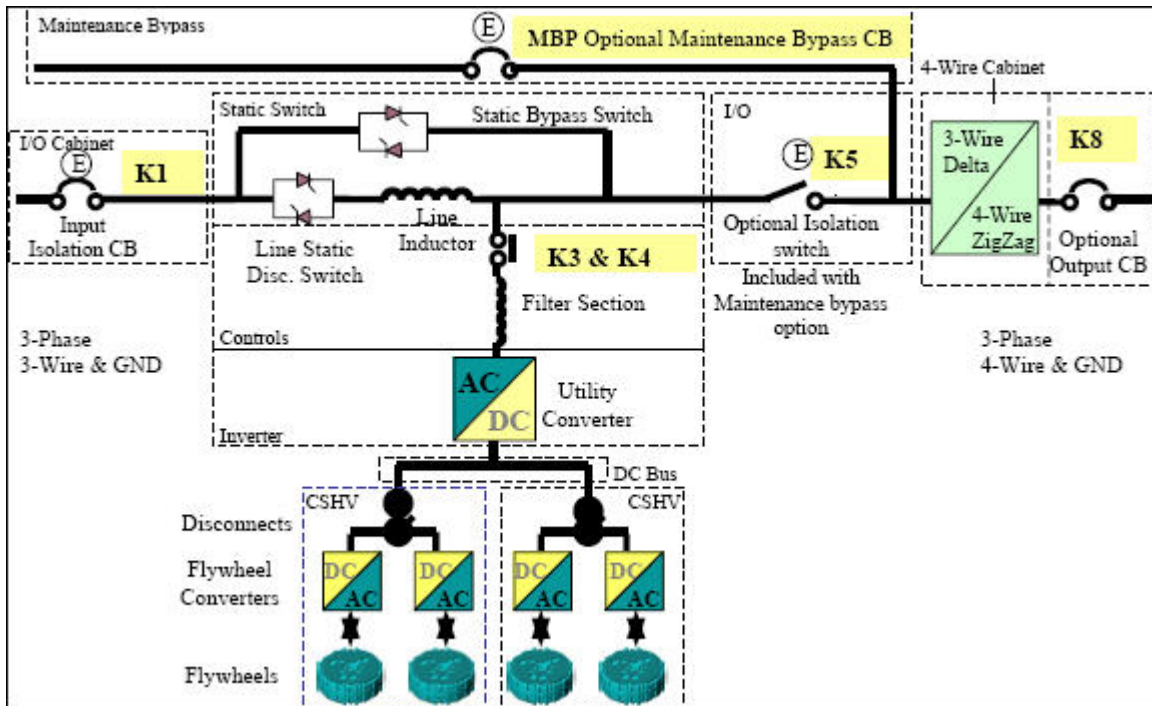 Maintenance Bypass
E
MBP Optional Maintenance Bypass CB
4-Wire Cabinet
Static Switch
Static Bypass Switch
I/O
I/O Cabinet
E
K1
E
K5
3-Wire
Delta
4-Wire
ZigZag
K8
Input
Isolation CB
Line Static
Disc. Switch
Line
Inductor
Optional Isolation
switch
Optional
Output CB
K3 & K4
Included with
Maintenance bypass
option
Filter Section
Controls
3-Phase
3-Wire & GND
3-Phase
4-Wire & GND
AC
DC
Utility
Converter
Inverter
DC Bus
CSHV
CSHV
Disconnects
Flywheel
Converters
DC
AC
DC
AC
DC
AC
DC
AC
Flywheels